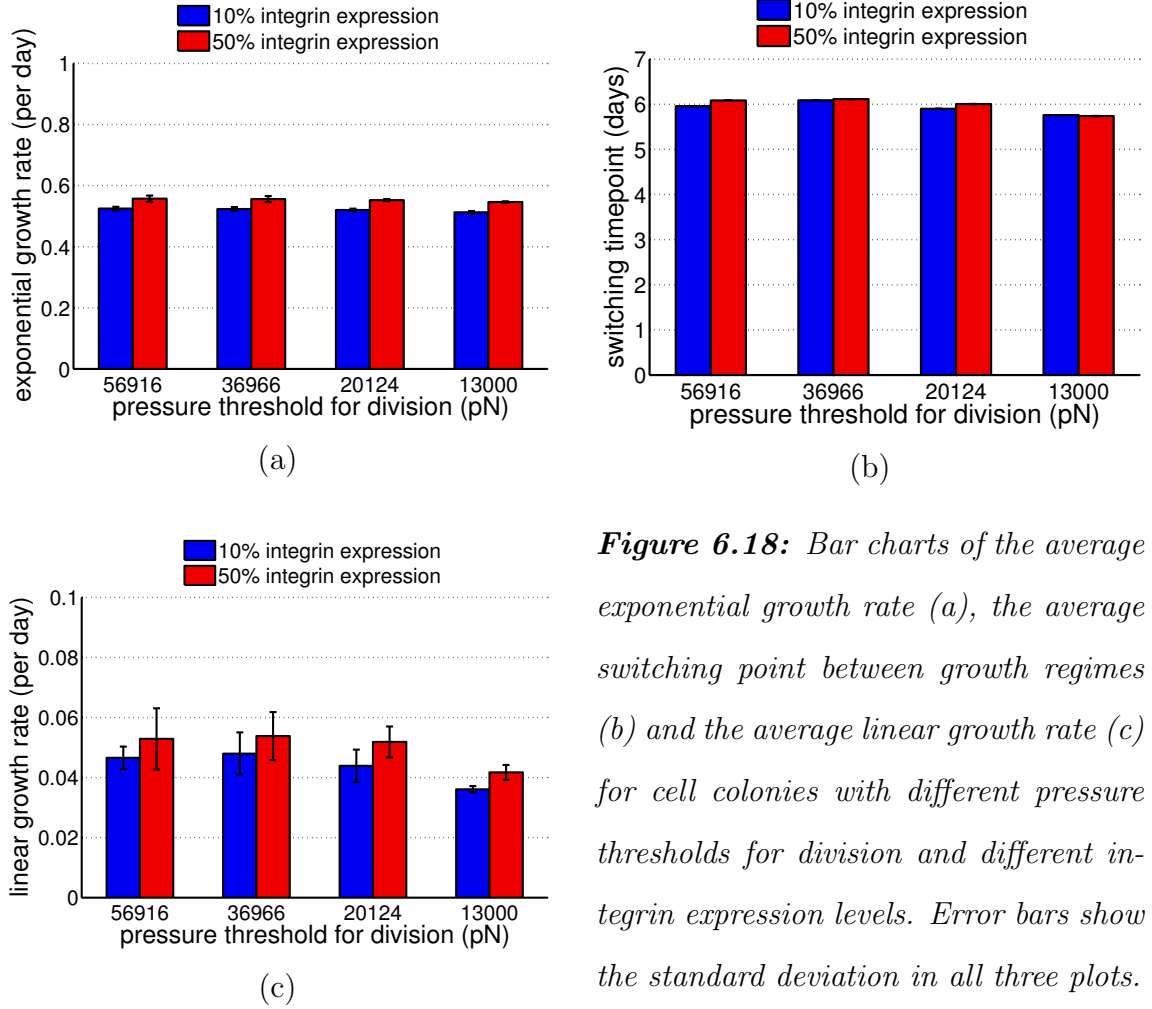 10% integrin expression
50% integrin expression
exponential growth rate (per day)
1
0.8
0.6
0.4
0.2
0
56916 36966 20124 13000
pressure threshold for division (pN)
(a)
10% integrin expression
50% integrin expression
switching timepoint (days)
7
6
5
4
3
2
1
0
56916 36966 20124 13000
pressure threshold for division (pN)
(b)
10% integrin expression
50% integrin expression
linear growth rate (per day)
0.1
0.08
0.06
0.04
0.02
0
56916 36966 20124 13000
pressure threshold for division (pN)
(c)
Figure 6.18: Bar charts of the average
exponential growth rate (a), the average
switching point between growth regimes
(b) and the average linear growth rate (c)
for cell colonies with different pressure
thresholds for division and different in-
tegrin expression levels. Error bars show
the standard deviation in all three plots.